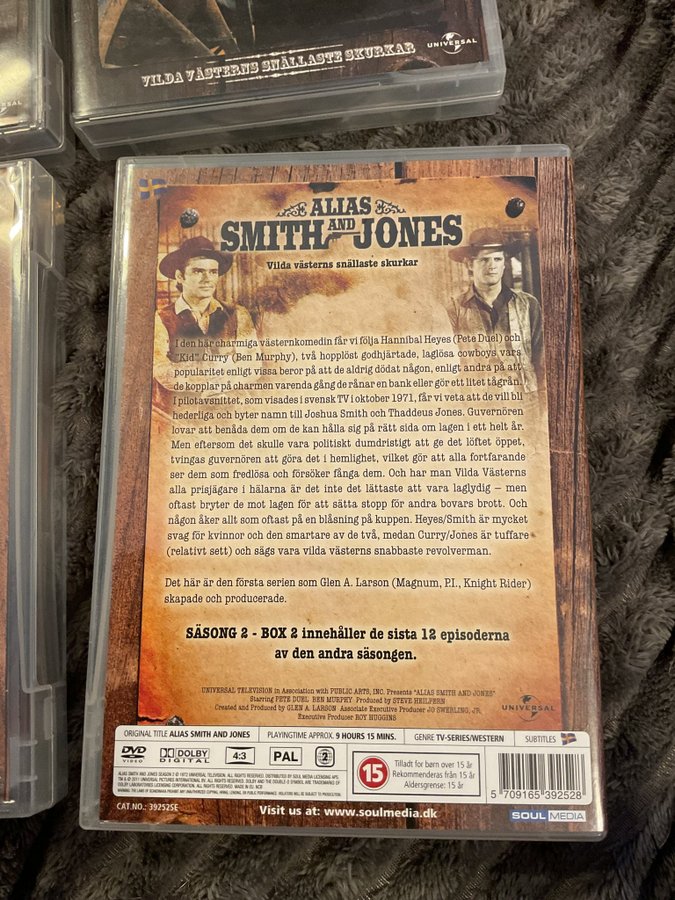 VILDA VÄSTERNS SNÄLLASTE SKURKAR
UNIVERSAL
ALIAS
SMITH AND JONES
Vilda västerns snällaste skurkar
I den här charmiga västernkomedin får vi följa Hannibal Heyes (Pete Duel) och
"Kid" Curry (Ben Murphy), två hopplöst godhjärtade, laglösa cowboys vars
popularitet enligt vissa beror på att de aldrig dödat någon, enligt andra på att
de kopplar på charmen varenda gång de rånar en bank eller gör ett litet tågrån.
I pilotavsnittet, som visades i svensk TV i oktober 1971, får vi veta att de vill bli
hederliga och byter namn till Joshua Smith och Thaddeus Jones. Guvernören
lovar att benåda dem om de kan hålla sig på rätt sida om lagen i ett helt år.
Men eftersom det skulle vara politiskt dumdristigt att ge det löftet öppet,
tvingas guvernören att göra det i hemlighet, vilket gör att alla fortfarande
ser dem som fredlösa och försöker fånga dem. Och har man Vilda Västerns
alla prisjägare i hälarna är det inte det lättaste att vara laglydig – men
oftast bryter de mot lagen för att sätta stopp för andra bovars brott. Och
någon åker allt som oftast på en blåsning på kuppen. Heyes/Smith är mycket
svag för kvinnor och den smartare av de två, medan Curry/Jones är tuffare
(relativt sett) och sägs vara vilda västerns snabbaste revolverman.
Det här är den första serien som Glen A. Larson (Magnum, P.I., Knight Rider)
skapade och producerade.
SÄSONG 2 - BOX 2 innehåller de sista 12 episoderna
av den andra säsongen.
UNIVERSAL TELEVISION in Association with PUBLIC ARTS, INC. Presents "ALIAS SMITH AND JONES"
Starring PETE DUEL BEN MURPHY Produced by STEVE HEILPERN
Created and Produced by GLEN A. LARSON Associate Executive Producer JO SWERLING, JR.
Executive Producer ROY HUGGINS
UNIVERSAL
ORIGINAL TITLE ALIAS SMITH AND JONES PLAYINGTIME APPROX. 9 HOURS 15 MINS. GENRE TV-SERIES/WESTERN SUBTITLES
DVD VIDEO DOLBY DIGITAL 4:3 PAL 2
15
Tilladt for børn over 15 år
Rekommenderas från 15 år
Aldersgrense: 15 år
5 709165 392528
CAT.NO.: 39252SE
Visit us at: www.soulmedia.dk
SOUL MEDIA